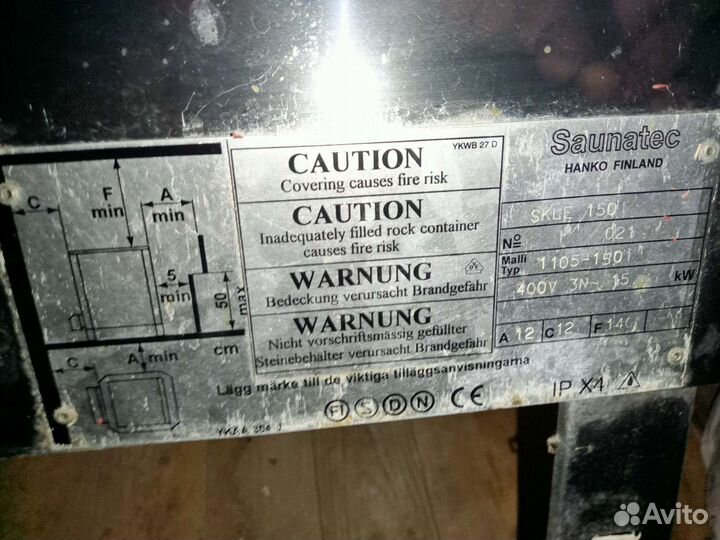 C
F
min
A
min
5
min
50
max
C
A min
cm
YKWB 27 D
CAUTION
Covering causes fire risk
CAUTION
Inadequately filled rock container
causes fire risk
WARNUNG
Bedeckung verursacht Brandgefahr
WARNUNG
Nicht vorschriftsmässig gefüllter
Steinebehälter verursacht Brandgefahr
Lägg märke till de viktiga tilläggsanvisningarna
FI S D N CE
Saunatec
HANKO FINLAND
SKLE 1501
No 021
Malli
Typ 1105-1501
400V 3N~ 15 kW
A 12 C 12 F 140
IP X4
Avito